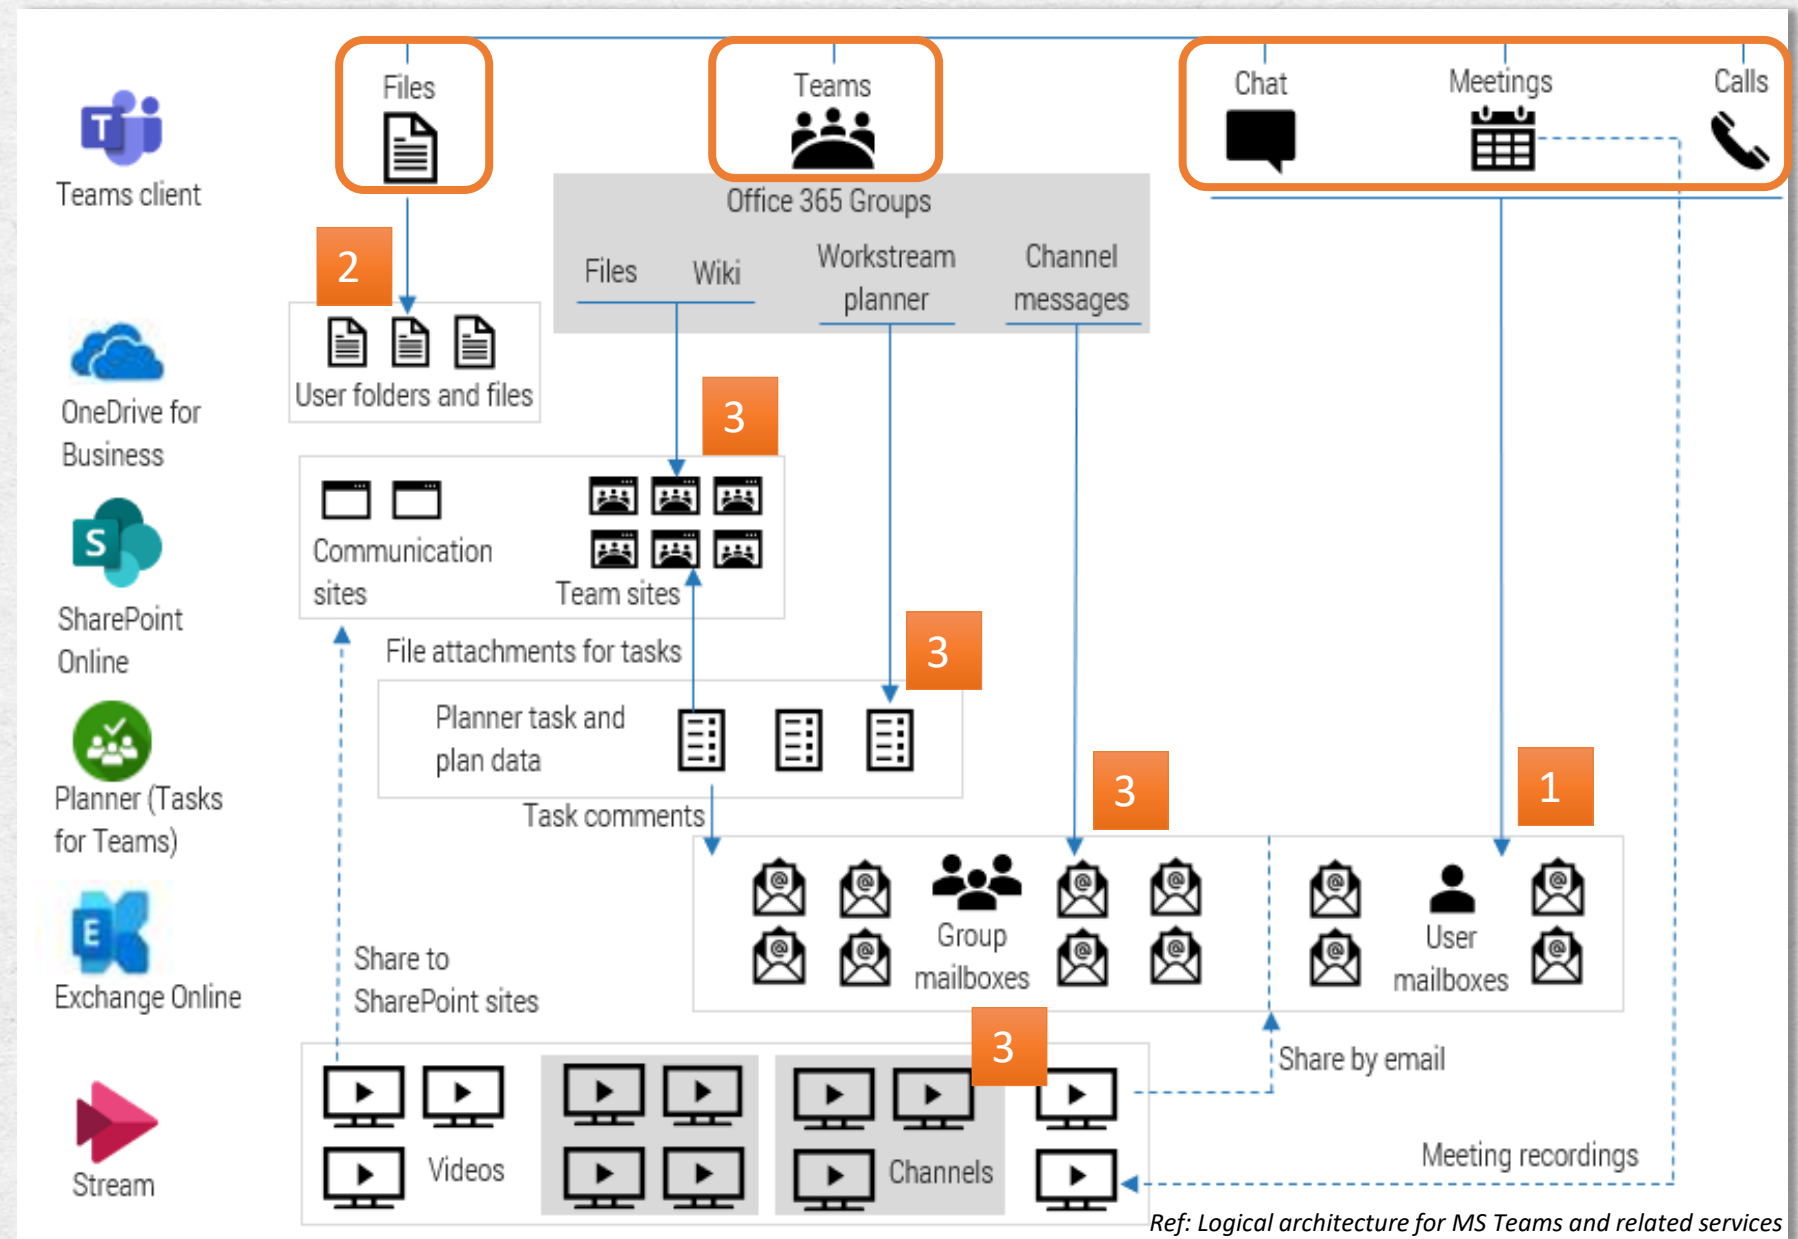 Files
Teams
Chat
Meetings
Calls
T
Teams client
Office 365 Groups
Files
Wiki
Workstream
planner
Channel
messages
2
User folders and files
OneDrive for
Business
3
S
Communication
sites
Team sites
SharePoint
Online
File attachments for tasks
3
Planner task and
plan data
Planner (Tasks
for Teams)
Task comments
3
1
@ @ @ @ @ @
@ @ @ @ @ @
Group
mailboxes
User
mailboxes
E
Exchange Online
Share to
SharePoint sites
3
Share by email
Videos
Channels
Meeting recordings
Stream
Ref: Logical architecture for MS Teams and related services